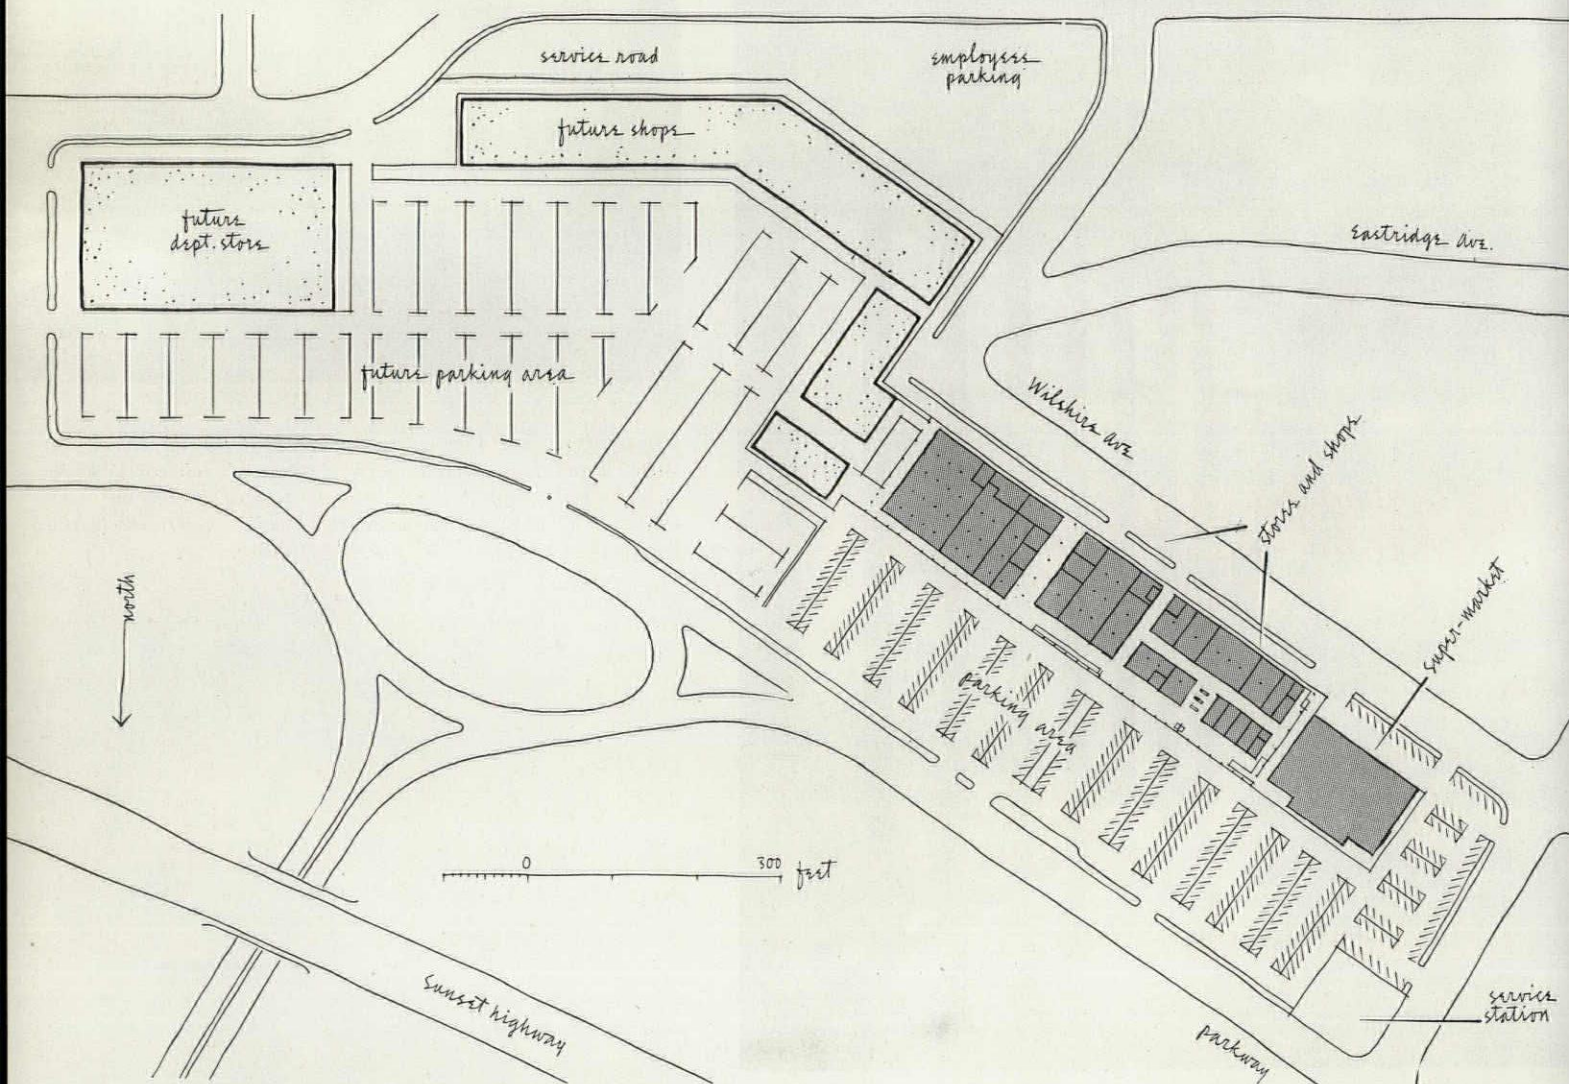 service road
employees
parking
future shops
future
dept. store
Eastridge Ave.
future parking area
Wilshire Ave
stores and shops
north
super-market
parking
area
0
300
feet
service
station
Sunset highway
parkway